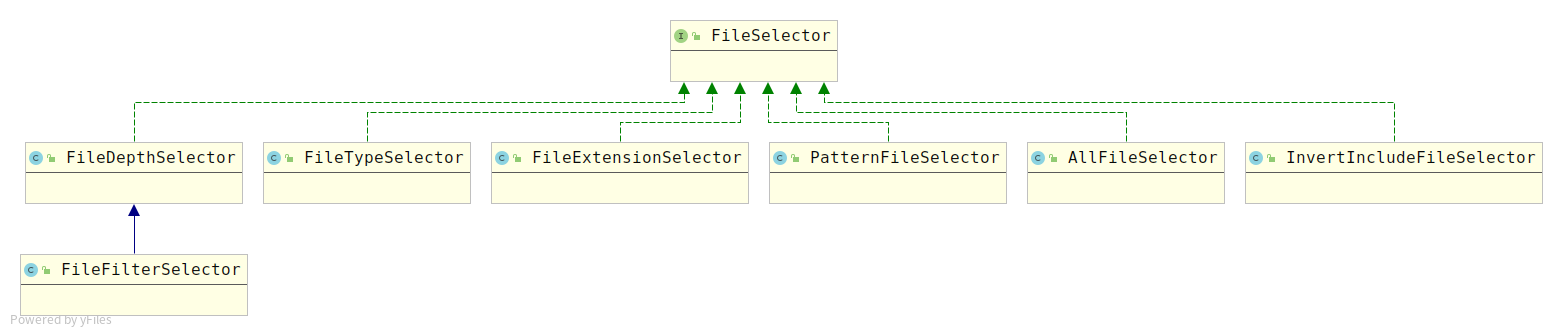 I FileSelector
C FileDepthSelector
C FileTypeSelector
C FileExtensionSelector
C PatternFileSelector
C AllFileSelector
C InvertIncludeFileSelector
C FileFilterSelector
Powered by yFiles